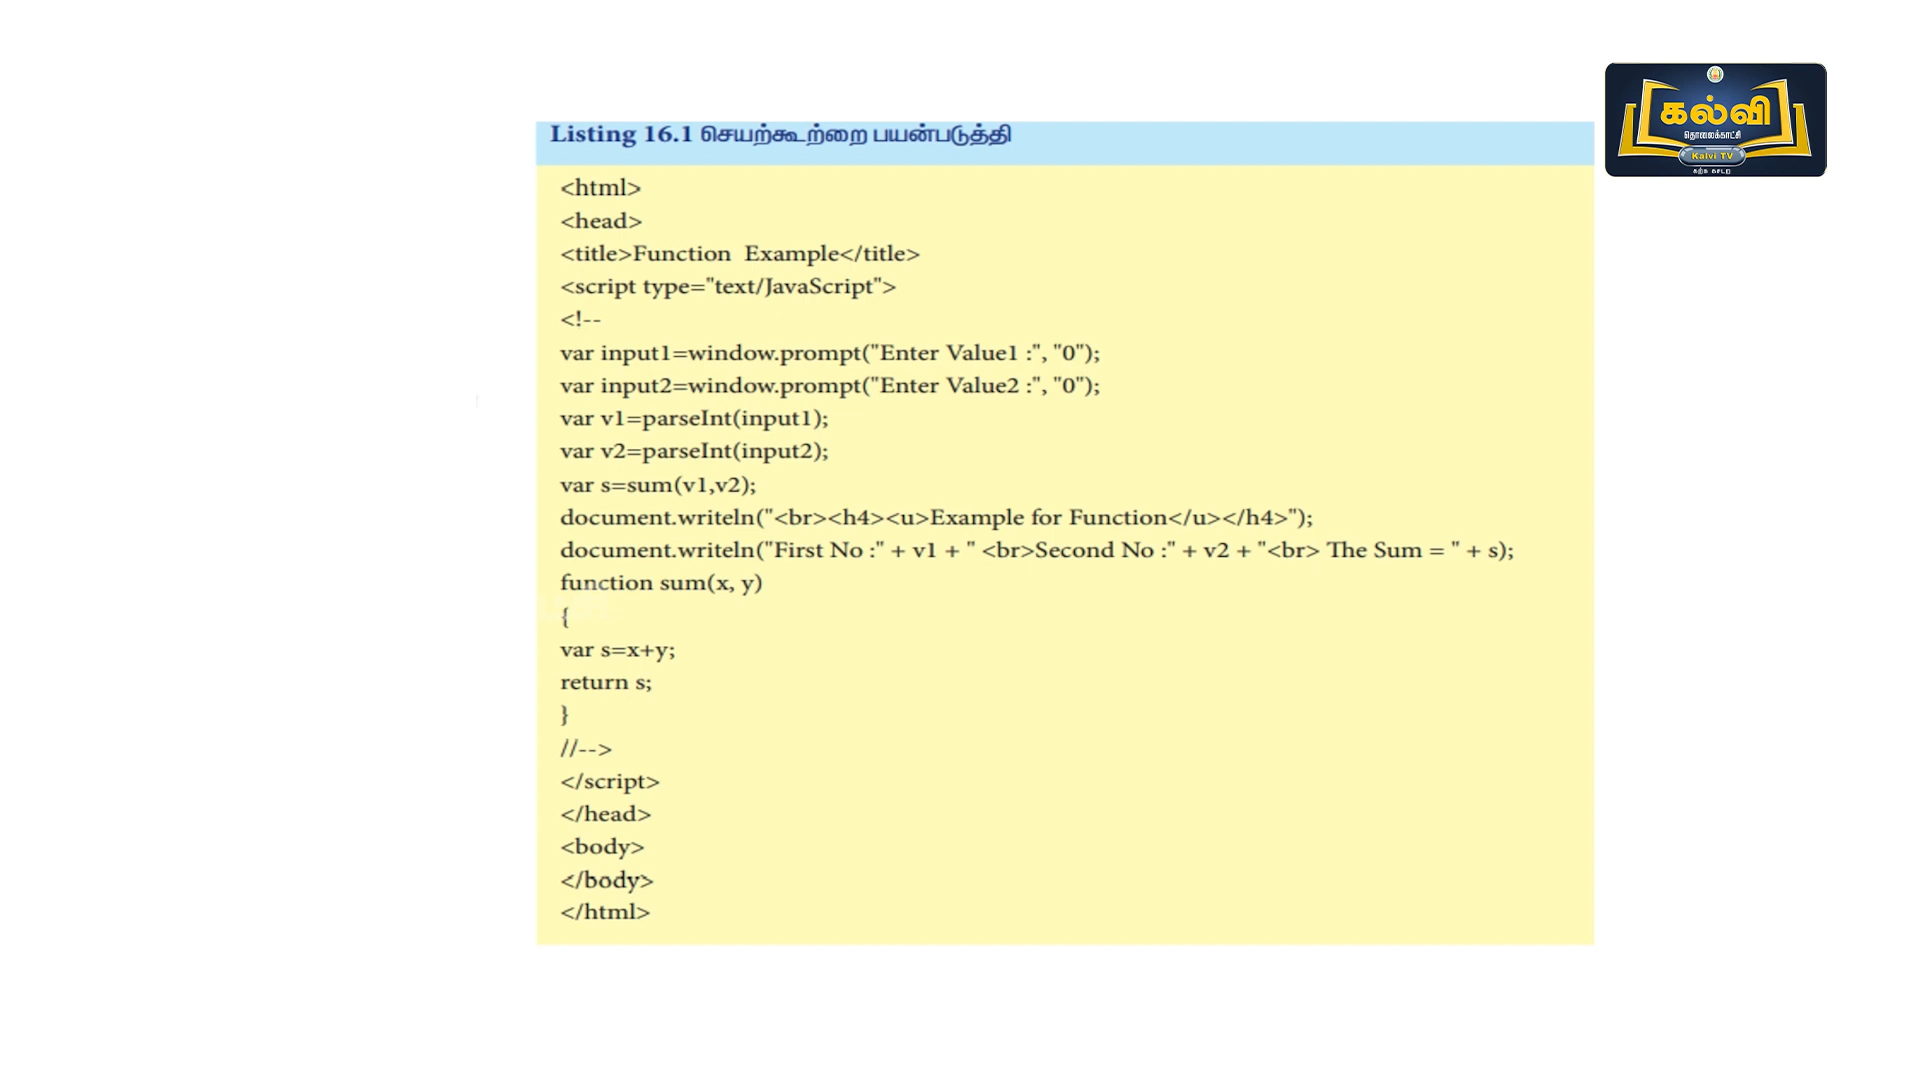 Listing 16.1 செயற்கூற்றை பயன்படுத்தி
<html>
<head>
<title>Function  Example</title>
<script type="text/JavaScript">
<!--
var input1=window.prompt("Enter Value1 :", "0");
var input2=window.prompt("Enter Value2 :", "0");
var v1=parseInt(input1);
var v2=parseInt(input2);
var s=sum(v1,v2);
document.writeln("<br><h4><u>Example for Function</u></h4>");
document.writeln("First No :" + v1 + " <br>Second No :" + v2 + "<br> The Sum = " + s);
function sum(x, y)
{
var s=x+y;
return s;
}
//-->
</script>
</head>
<body>
</body>
</html>
கல்வி
தொலைக்காட்சி
Kalvi TV
கற்க கசடற